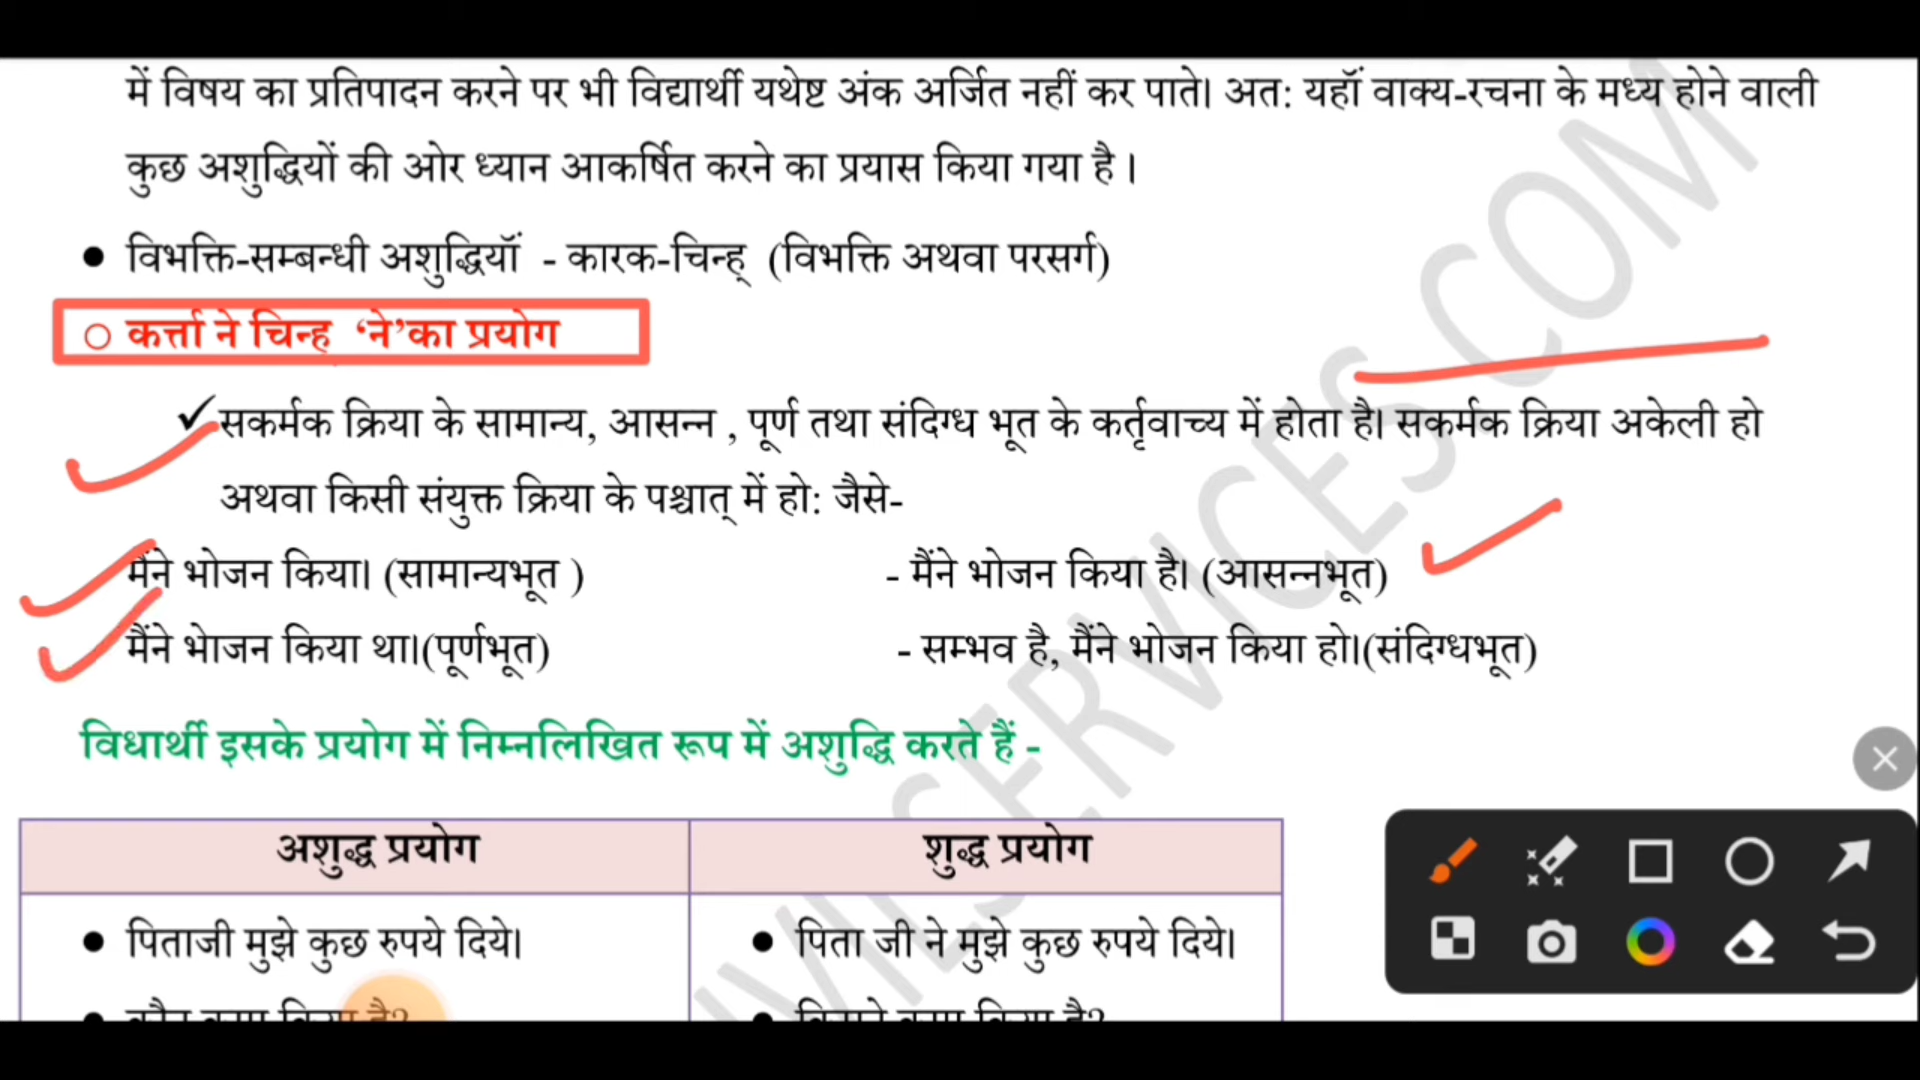 में विषय का प्रतिपादन करने पर भी विद्यार्थी यथेष्ट अंक अर्जित नहीं कर पाते। अत: यहॉं वाक्य-रचना के मध्य होने वाली
कुछ अशुद्धियों की ओर ध्यान आकर्षित करने का प्रयास किया गया है ।
● विभक्ति-सम्बन्धी अशुद्धियॉं - कारक-चिन्ह् (विभक्ति अथवा परसर्ग)
○ कर्त्ता ने चिन्ह ‘ने’का प्रयोग
✓ सकर्मक क्रिया के सामान्य, आसन्न , पूर्ण तथा संदिग्ध भूत के कर्तृवाच्य में होता है। सकर्मक क्रिया अकेली हो
अथवा किसी संयुक्त क्रिया के पश्चात् में हो: जैसे-
मैंने भोजन किया। (सामान्यभूत ) - मैंने भोजन किया है। (आसन्नभूत)
मैंने भेाजन किया था।(पूर्णभूत) - सम्भव है, मैंने भोजन किया हो।(संदिग्धभूत)
विधार्थी इसके प्रयोग में निम्नलिखित रूप में अशुद्धि करते हैं -
अशुद्ध प्रयोग शुद्ध प्रयोग
● पिताजी मुझे कुछ रुपये दिये। ● पिता जी ने मुझे कुछ रुपये दिये।
● कौन काम किया है? ● किसने काम किया है?
IVILSERVICES.COM